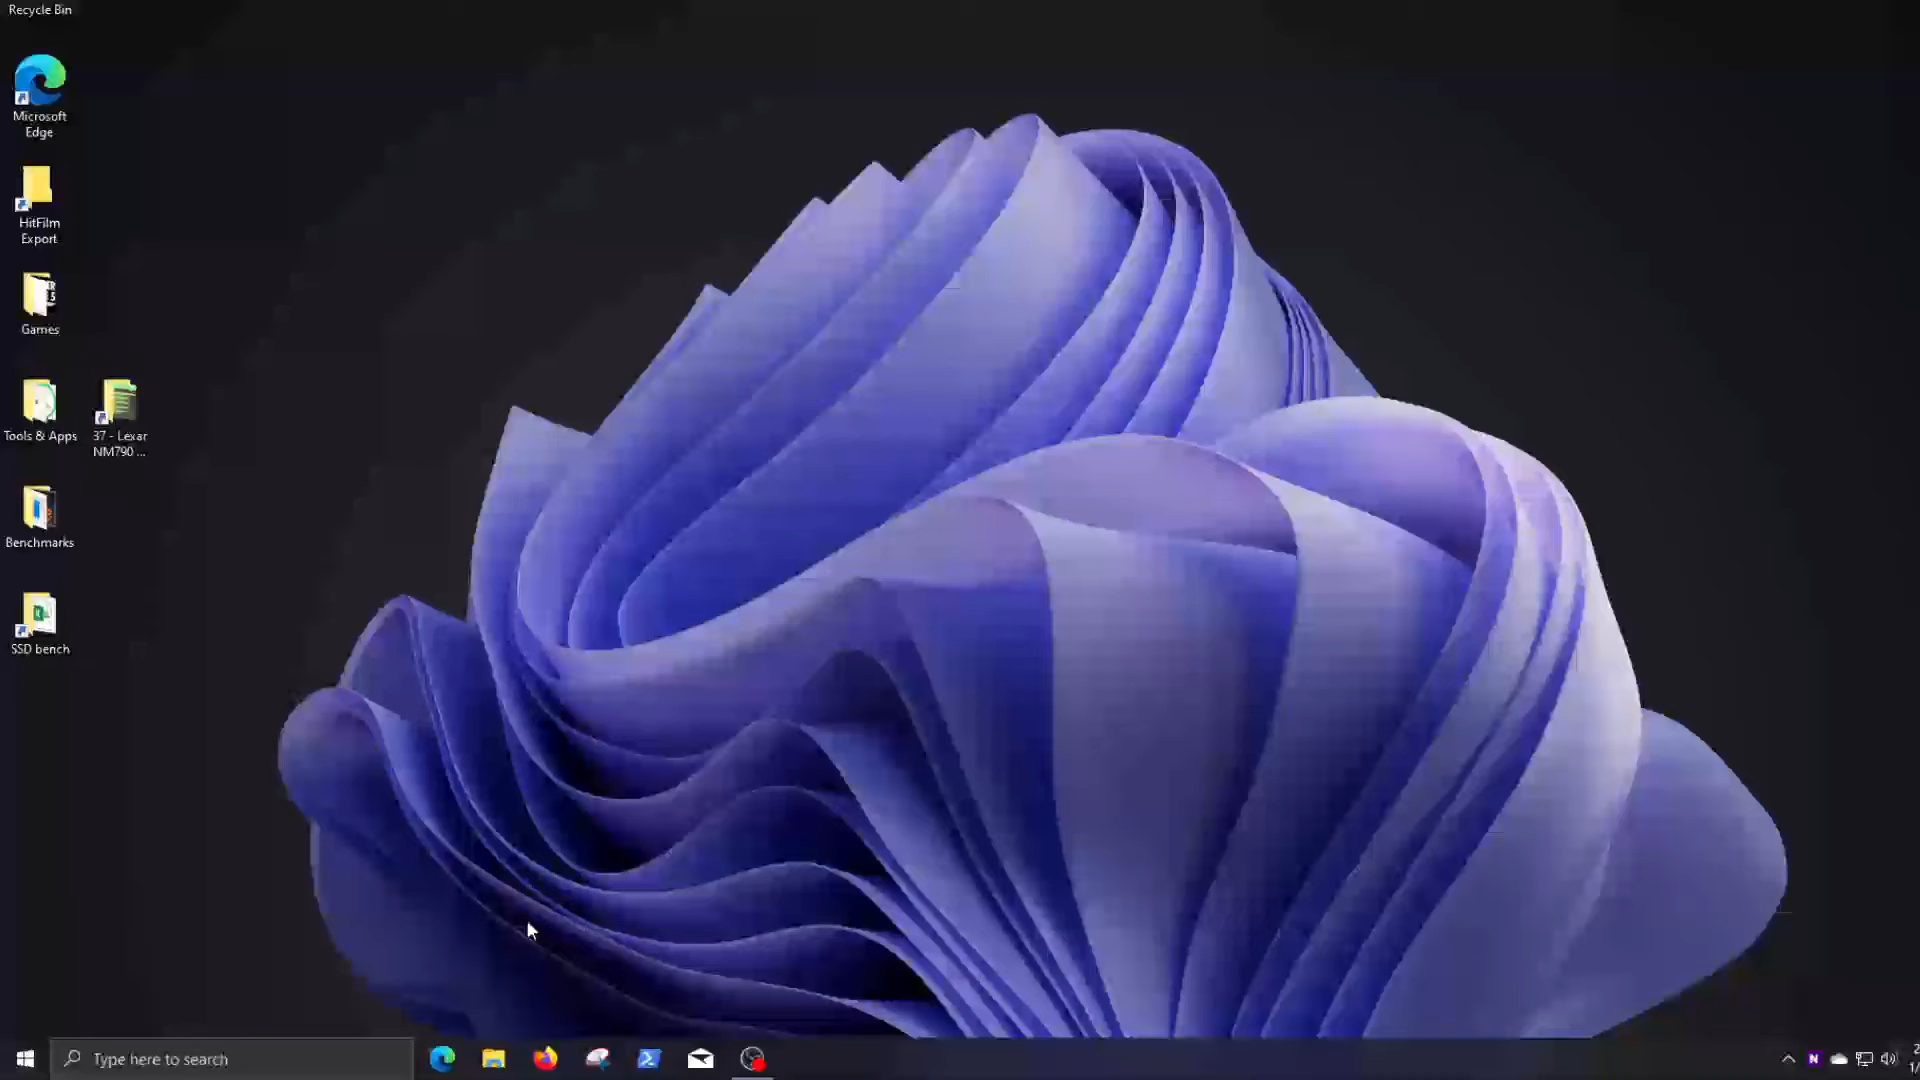 Recycle Bin
Microsoft
Edge
HitFilm
Export
Games
Tools & Apps
37 - Lexar
NM790 ...
Benchmarks
SSD bench
Type here to search